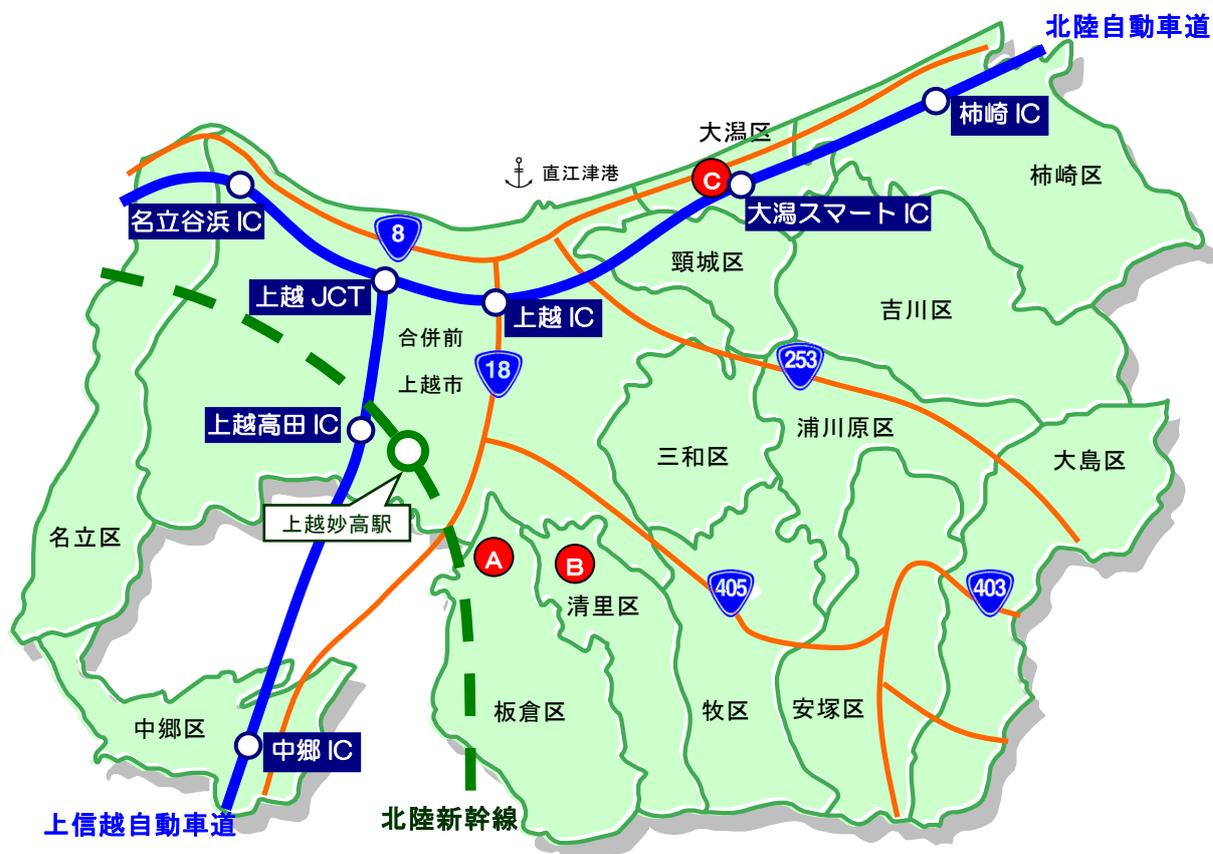 北陸自動車道
柿崎 IC
大潟区
C
直江津港
柿崎区
大潟スマート IC
名立谷浜 IC
8
頸城区
上越 JCT
上越 IC
吉川区
合併前
上越市
18
253
上越高田 IC
浦川原区
三和区
大島区
上越妙高駅
名立区
A
B
清里区
405
403
中郷区
板倉区
牧区
安塚区
中郷 IC
上信越自動車道
北陸新幹線